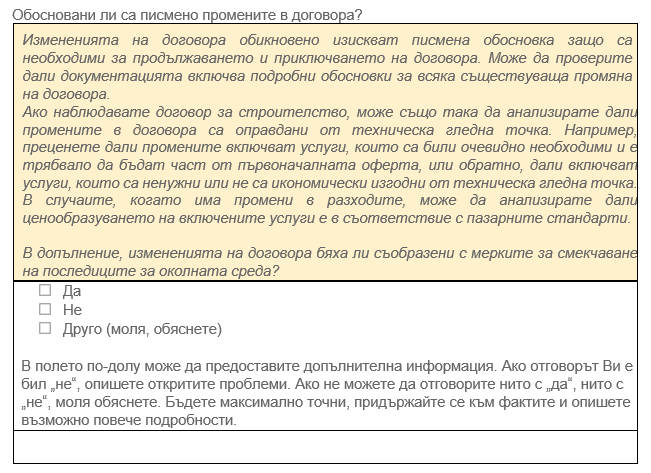 Обосновани ли са писмено промените в договора?
Измененията на договора обикновено изискват писмена обосновка защо са
необходими за продължаването и приключването на договора. Може да проверите
дали документацията включва подробни обосновки за всяка съществуваща промяна
на договора.
Ако наблюдавате договор за строителство, може също така да анализирате дали
промените в договора са оправдани от техническа гледна точка. Например,
преценете дали промените включват услуги, които са били очевидно необходими и е
трябвало да бъдат част от първоначалната оферта, или обратно, дали включват
услуги, които са ненужни или не са икономически изгодни от техническа гледна точка.
В случаите, когато има промени в разходите, може да анализирате дали
ценообразуването на включените услуги е в съответствие с пазарните стандарти.
В допълнение, измененията на договора бяха ли съобразени с мерките за смекчаване
на последиците за околната среда?
☐ Да
☐ Не
☐ Друго (моля, обяснете)
В полето по-долу може да предоставите допълнителна информация. Ако отговорът Ви е
бил „не“, опишете откритите проблеми. Ако не можете да отговорите нито с „да“, нито с
„не“, моля обяснете. Бъдете максимално точни, придържайте се към фактите и опишете
възможно повече подробности.